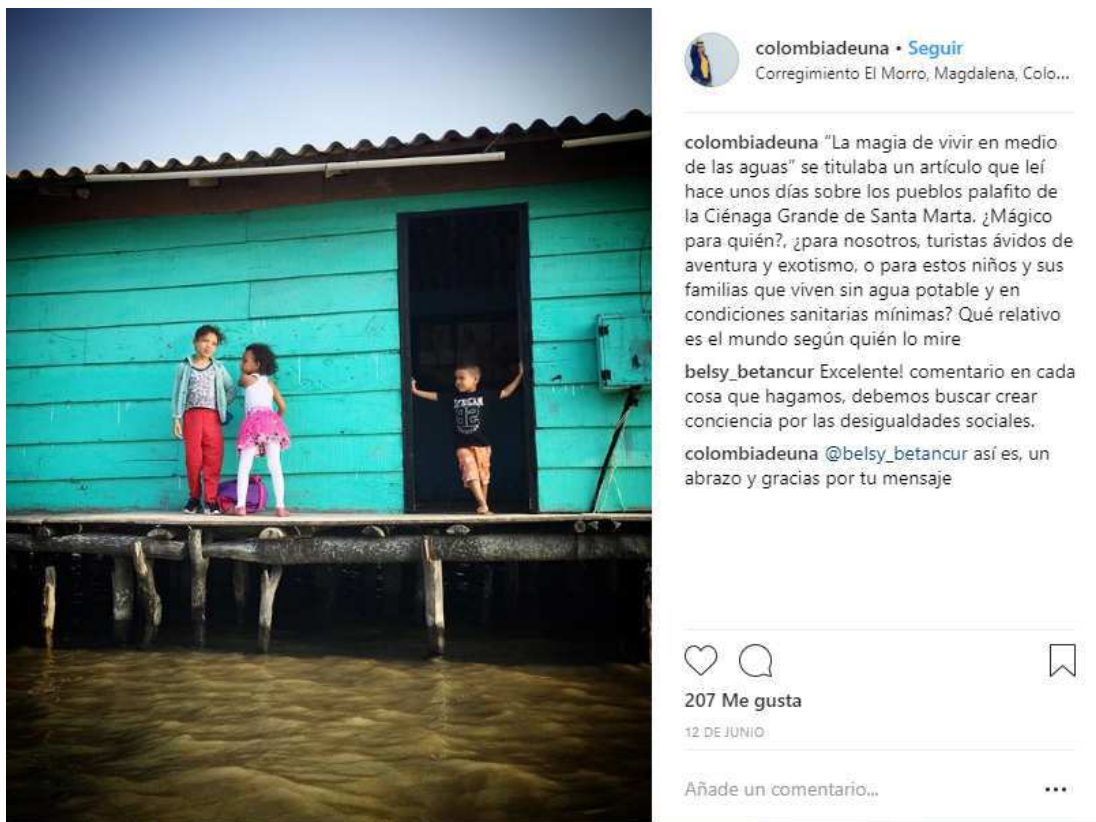 colombiadeuna • Seguir
Corregimiento El Morro, Magdalena, Colo...
colombiadeuna "La magia de vivir en medio
de las aguas" se titulaba un artículo que leí
hace unos días sobre los pueblos palafito de
la Ciénaga Grande de Santa Marta. ¿Mágico
para quién?, ¿para nosotros, turistas ávidos de
aventura y exotismo, o para estos niños y sus
familias que viven sin agua potable y en
condiciones sanitarias mínimas? Qué relativo
es el mundo según quién lo mire
belsy_betancur Excelente! comentario en cada
cosa que hagamos, debemos buscar crear
conciencia por las desigualdades sociales.
colombiadeuna @belsy_betancur así es, un
abrazo y gracias por tu mensaje
207 Me gusta
12 DE JUNIO
Añade un comentario...